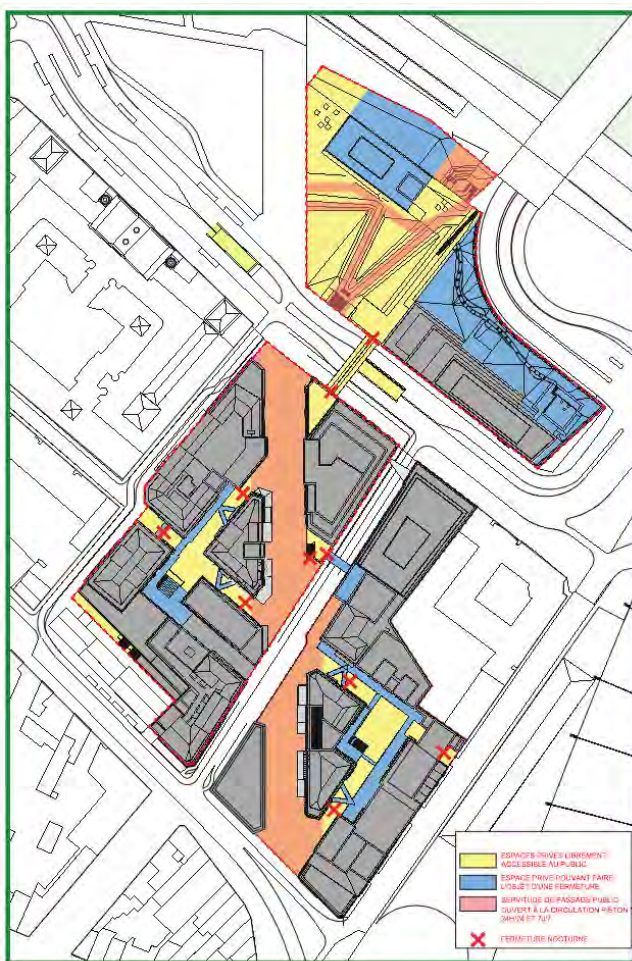 ESPACES PRIVES LIBREMENT
ACCESSIBLE AU PUBLIC
ESPACE PRIVE POUVANT FAIRE
L'OBJET D'UNE FERMETURE
SERVITUDE DE PASSAGE PUBLIC
OUVERT À LA CIRCULATION PIÉTON
24H/24 ET 7J/7
FERMETURE NOCTURNE